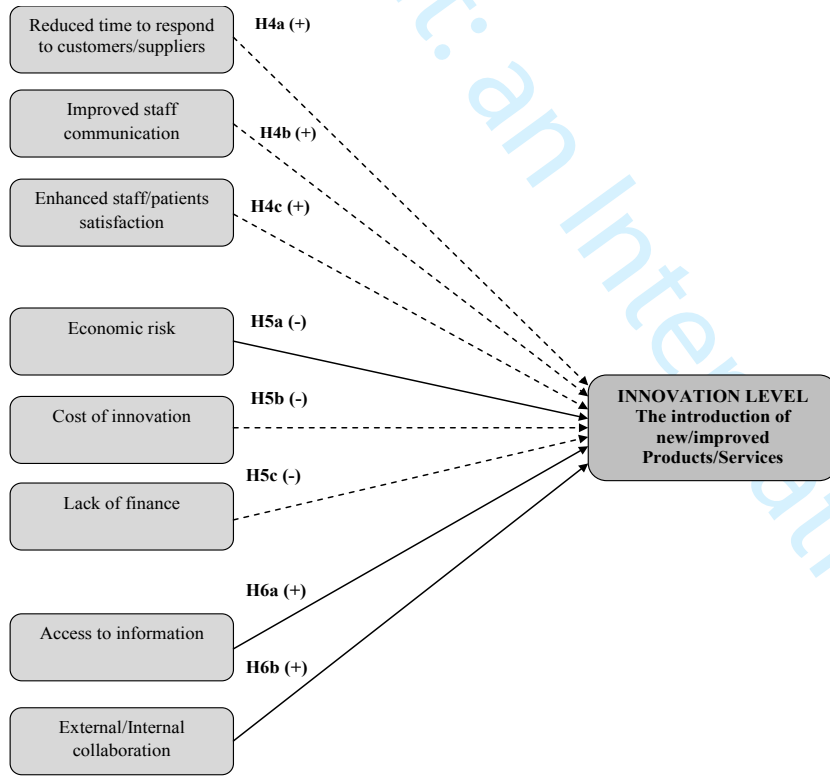 Reduced time to respond
to customers/suppliers
H4a (+)
Improved staff
communication
H4b (+)
Enhanced staff/patients
satisfaction
H4c (+)
Economic risk
H5a (-)
Cost of innovation
H5b (-)
Lack of finance
H5c (-)
INNOVATION LEVEL
The introduction of
new/improved
Products/Services
Access to information
H6a (+)
External/Internal
collaboration
H6b (+)
an